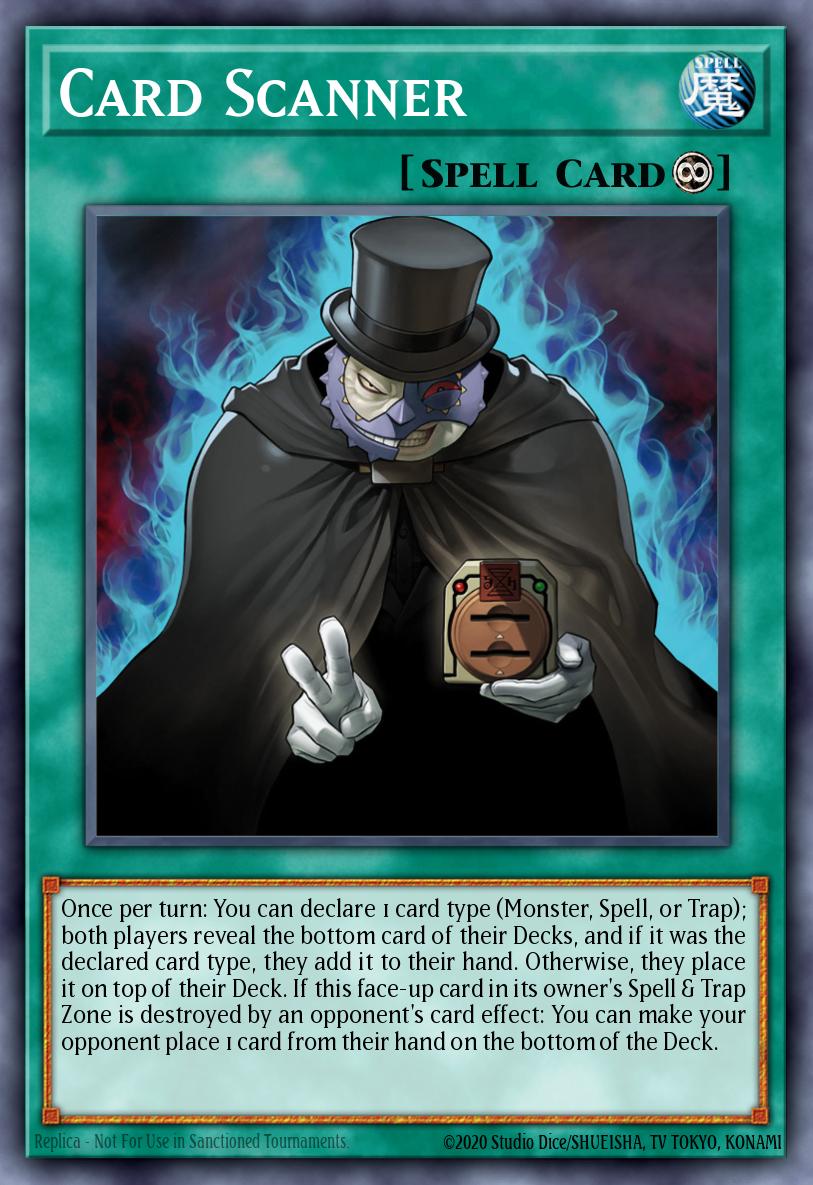 Card Scanner
SPELL
魔
[Spell Card]
Once per turn: You can declare 1 card type (Monster, Spell, or Trap);
both players reveal the bottom card of their Decks, and if it was the
declared card type, they add it to their hand. Otherwise, they place
it on top of their Deck. If this face-up card in its owner's Spell & Trap
Zone is destroyed by an opponent's card effect: You can make your
opponent place 1 card from their hand on the bottom of the Deck.
Replica - Not For Use in Sanctioned Tournaments.
©2020 Studio Dice/SHUEISHA, TV TOKYO, KONAMI